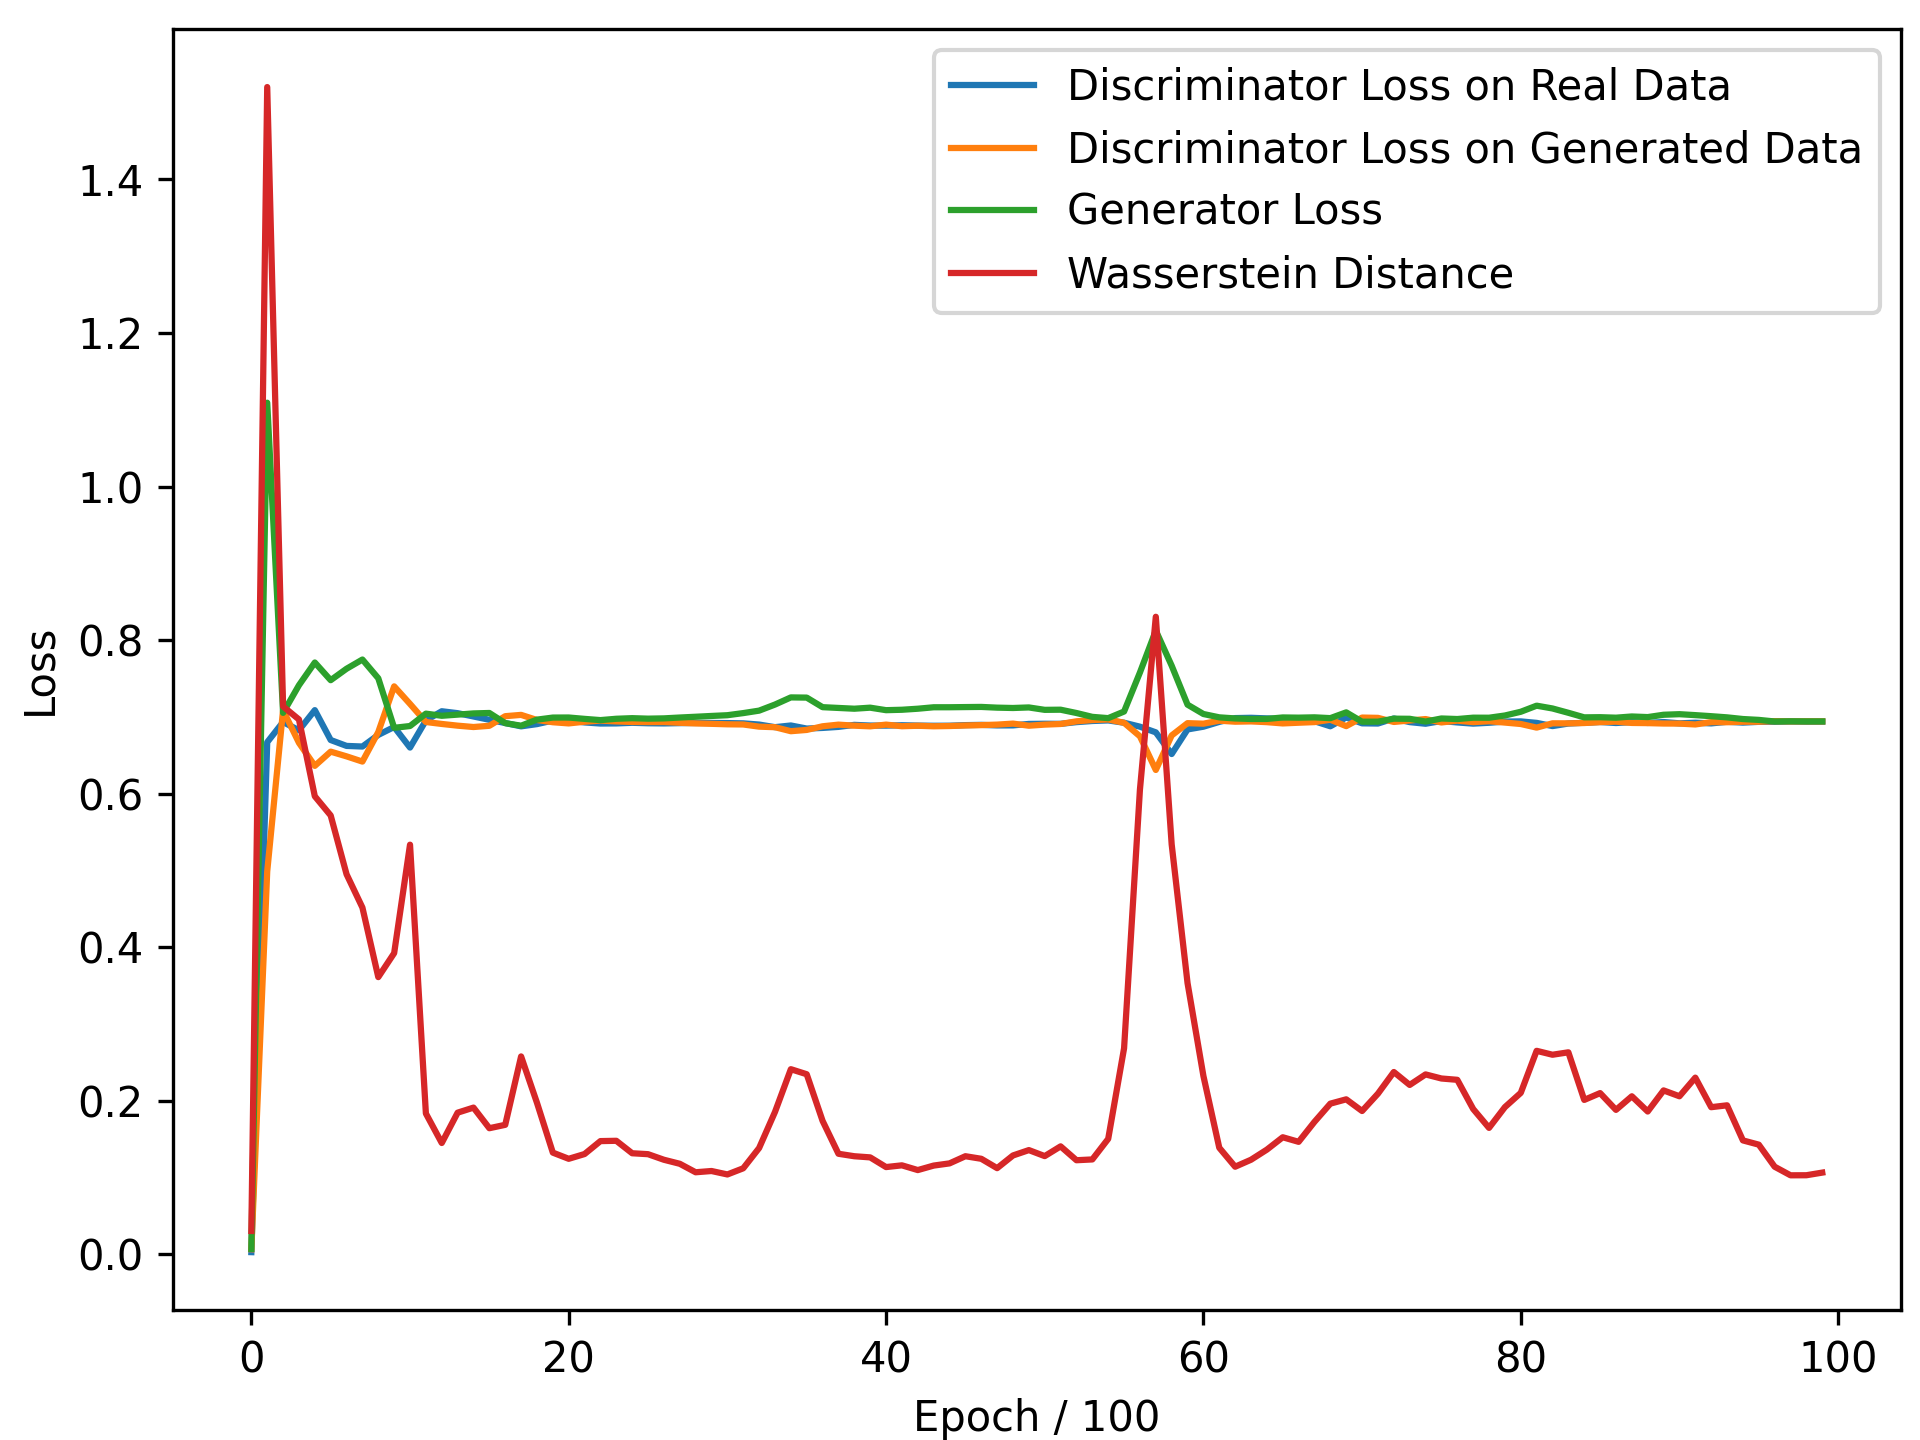 Discriminator Loss on Real Data
Discriminator Loss on Generated Data
Generator Loss
Wasserstein Distance
Loss
1.4
1.2
1.0
0.8
0.6
0.4
0.2
0.0
0 20 40 60 80 100
Epoch / 100